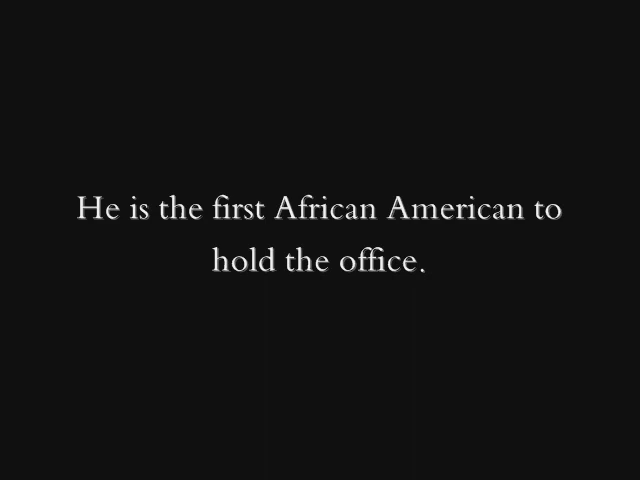 He is the first African American to
hold the office.